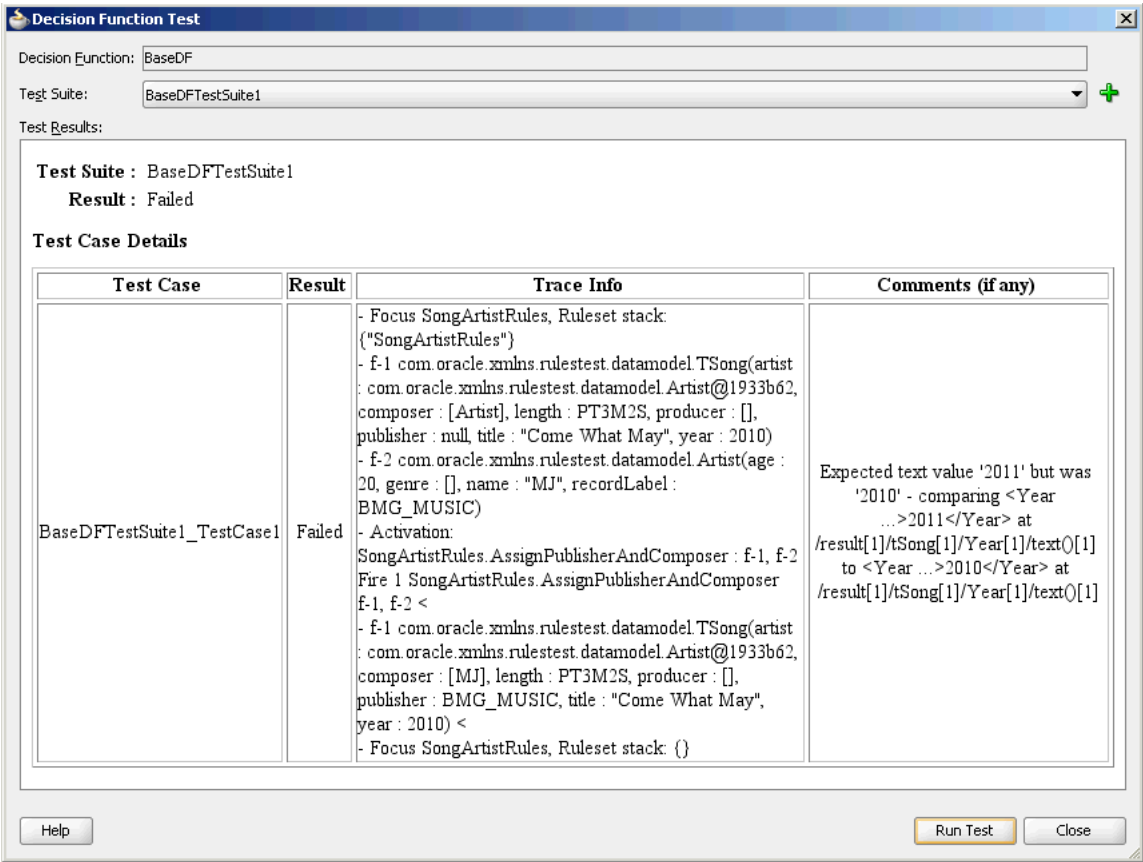 Decision Function Test
Decision Function: BaseDF
Test Suite: BaseDFTestSuite1
Test Results:
Test Suite : BaseDFTestSuite1
Result : Failed
Test Case Details
Test Case Result Trace Info Comments (if any)
BaseDFTestSuite1_TestCase1
Failed
- Focus SongArtistRules, Ruleset stack:
{"SongArtistRules"}
- f-1 com.oracle.xmlns.rulestest.datamodel.TSong(artist
: com.oracle.xmlns.rulestest.datamodel.Artist@1933b62,
composer : [Artist], length : PT3M2S, producer : [],
publisher : null, title : "Come What May", year : 2010)
- f-2 com.oracle.xmlns.rulestest.datamodel.Artist(age :
20, genre : [], name : "MJ", recordLabel :
BMG_MUSIC)
- Activation:
SongArtistRules.AssignPublisherAndComposer : f-1, f-2
Fire 1 SongArtistRules.AssignPublisherAndComposer
f-1, f-2 <
- f-1 com.oracle.xmlns.rulestest.datamodel.TSong(artist
: com.oracle.xmlns.rulestest.datamodel.Artist@1933b62,
composer : [MJ], length : PT3M2S, producer : [],
publisher : BMG_MUSIC, title : "Come What May",
year : 2010) <
- Focus SongArtistRules, Ruleset stack: {}
Expected text value '2011' but was
'2010' - comparing <Year
...>2011</Year> at
/result[1]/tSong[1]/Year[1]/text()[1]
to <Year ...>2010</Year> at
/result[1]/tSong[1]/Year[1]/text()[1]
Help Run Test Close